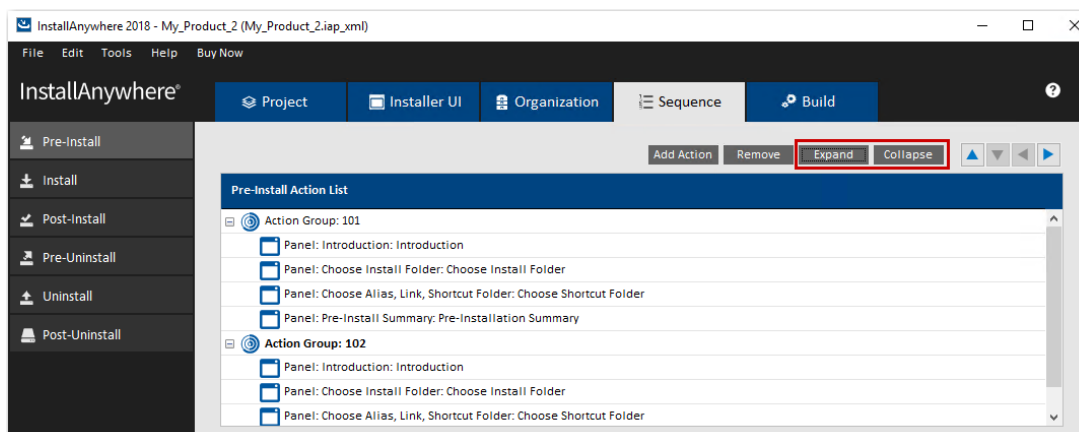 InstallAnywhere 2018 - My_Product_2 (My_Product_2.iap_xml)
File Edit Tools Help Buy Now
InstallAnywhere®
Project Installer UI Organization Sequence Build
Pre-Install
Install
Post-Install
Pre-Uninstall
Uninstall
Post-Uninstall
Add Action Remove Expand Collapse
Pre-Install Action List
Action Group: 101
Panel: Introduction: Introduction
Panel: Choose Install Folder: Choose Install Folder
Panel: Choose Alias, Link, Shortcut Folder: Choose Shortcut Folder
Panel: Pre-Install Summary: Pre-Installation Summary
Action Group: 102
Panel: Introduction: Introduction
Panel: Choose Install Folder: Choose Install Folder
Panel: Choose Alias, Link, Shortcut Folder: Choose Shortcut Folder